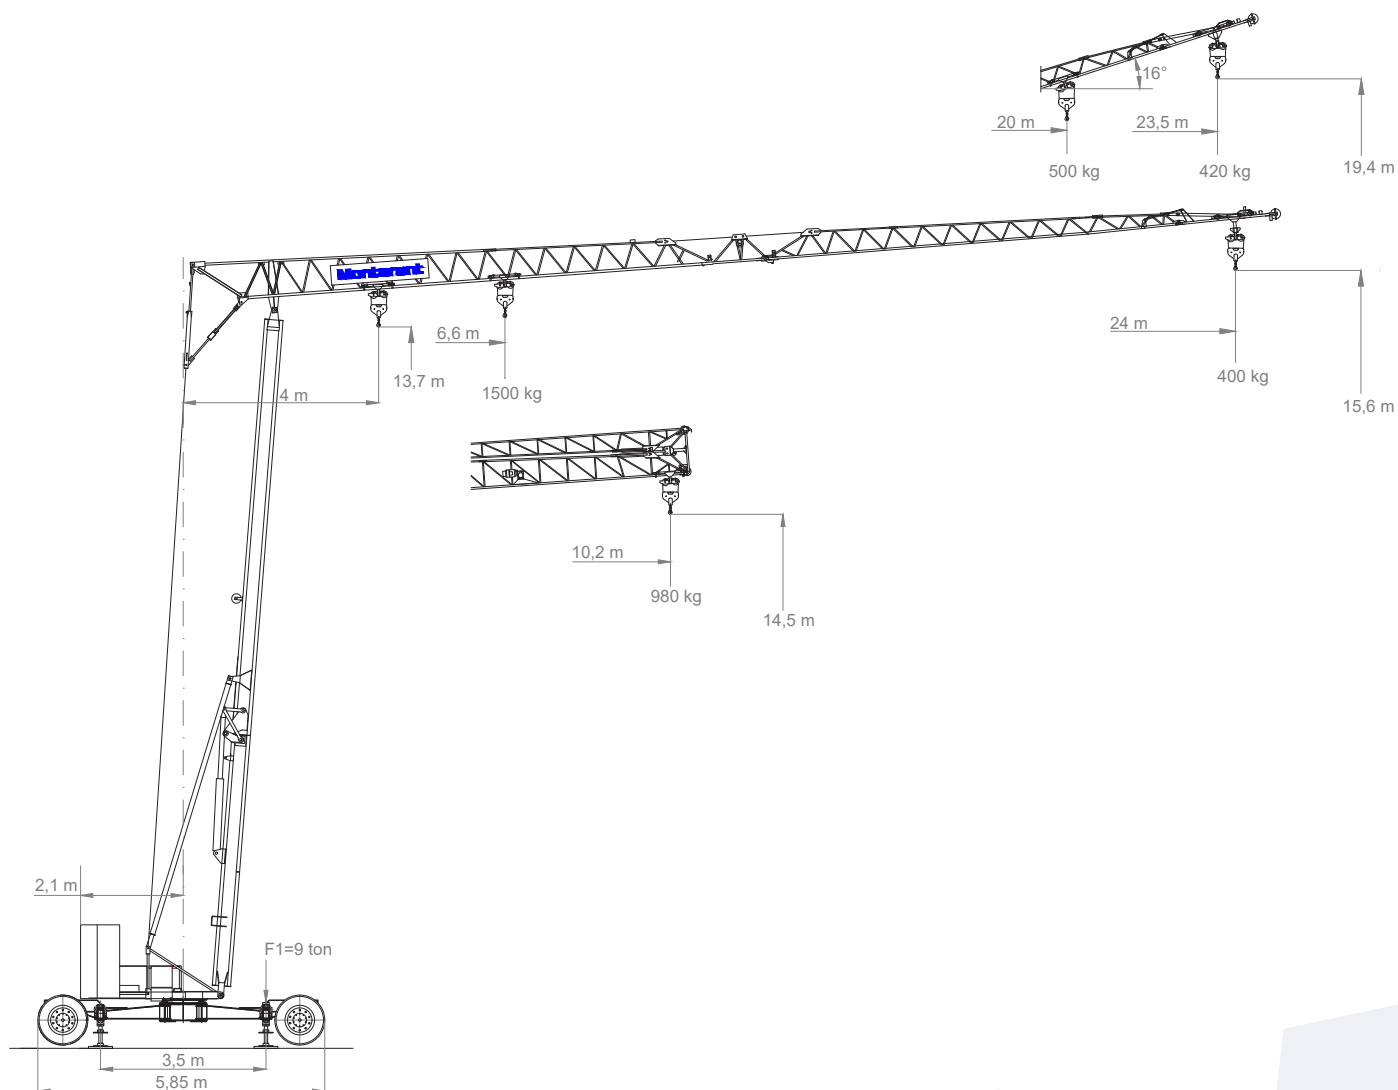 16°
20 m
23,5 m
500 kg
420 kg
19,4 m
Montarent
6,6 m
24 m
13,7 m
1500 kg
400 kg
4 m
15,6 m
10,2 m
980 kg
14,5 m
2,1 m
F1=9 ton
3,5 m
5,85 m